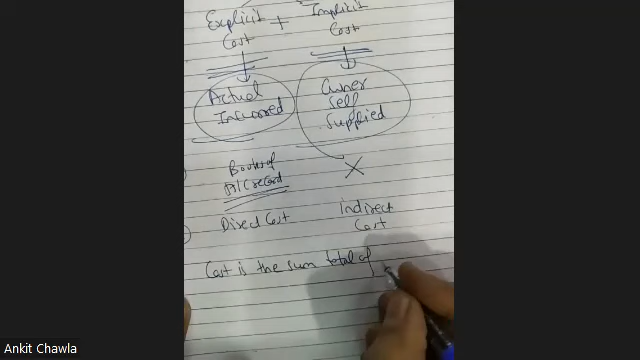 Explicit + Implicit
Cost Cost
Actual Owner
Incurred Self
Supplied
Books of X
A/C record
Direct Cost Indirect
Cost
Cost is the sum total of
Ankit Chawla